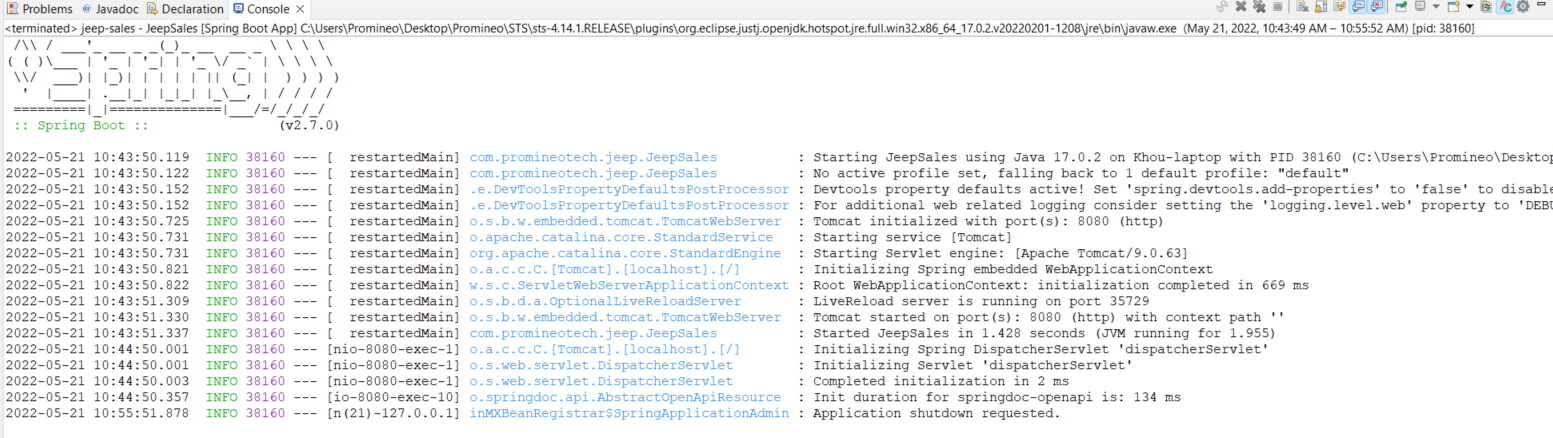 Problems Javadoc Declaration Console
<terminated> jeep-sales - JeepSales [Spring Boot App] C:\Users\Promineo\Desktop\Promineo\STS\sts-4.14.1.RELEASE\plugins\org.eclipse.justj.openjdk.hotspot.jre.full.win32.x86_64_17.0.2.v20220201-1208\jre\bin\javaw.exe (May 21, 2022, 10:43:49 AM – 10:55:52 AM) [pid: 38160]
 /\\ / ___'_ __ _ _(_)_ __  __ _ \ \ \ \
( ( )\___ | '_ | '_| | '_ \/ _` | \ \ \ \
 \\/  ___)| |_)| | | | | || (_| |  ) ) ) )
  '  |____| .__|_| |_|_| |_\__, | / / / /
 =========|_|==============|___/=/_/_/_/
 :: Spring Boot ::                (v2.7.0)
2022-05-21 10:43:50.119  INFO 38160 --- [  restartedMain] com.promineotech.jeep.JeepSales          : Starting JeepSales using Java 17.0.2 on Khou-laptop with PID 38160 (C:\Users\Promineo\Desktop
2022-05-21 10:43:50.122  INFO 38160 --- [  restartedMain] com.promineotech.jeep.JeepSales          : No active profile set, falling back to 1 default profile: "default"
2022-05-21 10:43:50.152  INFO 38160 --- [  restartedMain] .e.DevToolsPropertyDefaultsPostProcessor : Devtools property defaults active! Set 'spring.devtools.add-properties' to 'false' to disable
2022-05-21 10:43:50.152  INFO 38160 --- [  restartedMain] .e.DevToolsPropertyDefaultsPostProcessor : For additional web related logging consider setting the 'logging.level.web' property to 'DEBU
2022-05-21 10:43:50.725  INFO 38160 --- [  restartedMain] o.s.b.w.embedded.tomcat.TomcatWebServer  : Tomcat initialized with port(s): 8080 (http)
2022-05-21 10:43:50.731  INFO 38160 --- [  restartedMain] o.apache.catalina.core.StandardService   : Starting service [Tomcat]
2022-05-21 10:43:50.731  INFO 38160 --- [  restartedMain] org.apache.catalina.core.StandardEngine  : Starting Servlet engine: [Apache Tomcat/9.0.63]
2022-05-21 10:43:50.821  INFO 38160 --- [  restartedMain] o.a.c.c.C.[Tomcat].[localhost].[/]       : Initializing Spring embedded WebApplicationContext
2022-05-21 10:43:50.822  INFO 38160 --- [  restartedMain] w.s.c.ServletWebServerApplicationContext : Root WebApplicationContext: initialization completed in 669 ms
2022-05-21 10:43:51.309  INFO 38160 --- [  restartedMain] o.s.b.d.a.OptionalLiveReloadServer       : LiveReload server is running on port 35729
2022-05-21 10:43:51.330  INFO 38160 --- [  restartedMain] o.s.b.w.embedded.tomcat.TomcatWebServer  : Tomcat started on port(s): 8080 (http) with context path ''
2022-05-21 10:43:51.337  INFO 38160 --- [  restartedMain] com.promineotech.jeep.JeepSales          : Started JeepSales in 1.428 seconds (JVM running for 1.955)
2022-05-21 10:44:50.001  INFO 38160 --- [nio-8080-exec-1] o.a.c.c.C.[Tomcat].[localhost].[/]       : Initializing Spring DispatcherServlet 'dispatcherServlet'
2022-05-21 10:44:50.001  INFO 38160 --- [nio-8080-exec-1] o.s.web.servlet.DispatcherServlet        : Initializing Servlet 'dispatcherServlet'
2022-05-21 10:44:50.003  INFO 38160 --- [nio-8080-exec-1] o.s.web.servlet.DispatcherServlet        : Completed initialization in 2 ms
2022-05-21 10:44:50.357  INFO 38160 --- [io-8080-exec-10] o.springdoc.api.AbstractOpenApiResource  : Init duration for springdoc-openapi is: 134 ms
2022-05-21 10:55:51.878  INFO 38160 --- [n(21)-127.0.0.1] inMXBeanRegistrar$SpringApplicationAdmin : Application shutdown requested.